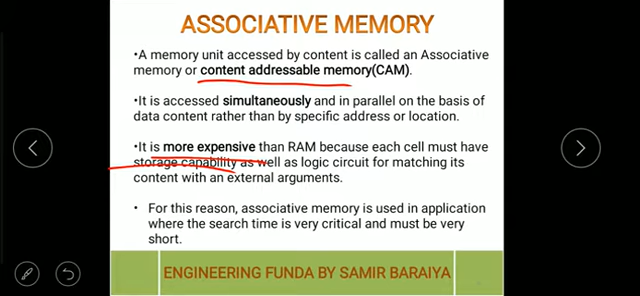 ASSOCIATIVE MEMORY
•A memory unit accessed by content is called an Associative
memory or content addressable memory(CAM).
•It is accessed simultaneously and in parallel on the basis of
data content rather than by specific address or location.
•It is more expensive than RAM because each cell must have
storage capability as well as logic circuit for matching its
content with an external arguments.
• For this reason, associative memory is used in application
where the search time is very critical and must be very
short.
ENGINEERING FUNDA BY SAMIR BARAIYA